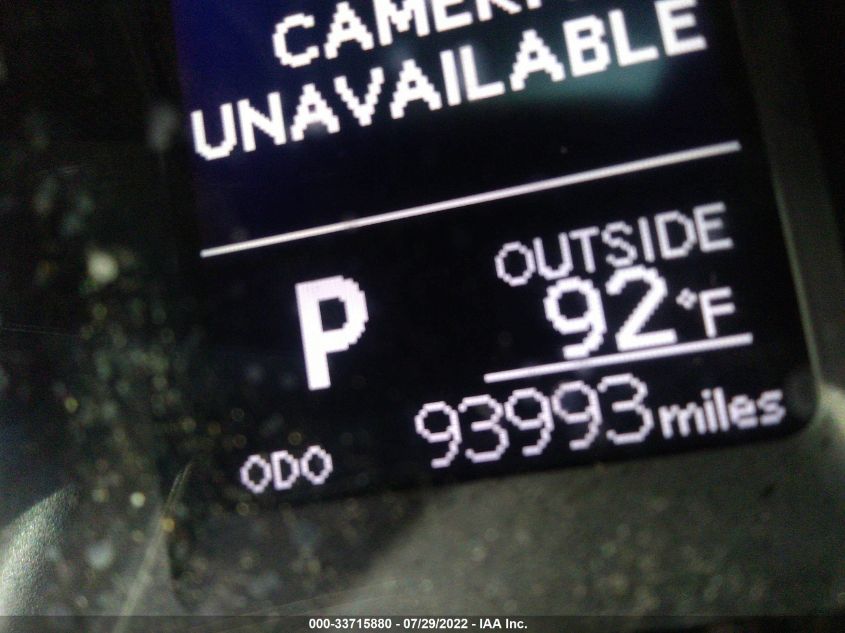 UNAVAILABLE
OUTSIDE
P 92°F
ODO 93993 miles
000-33715880 - 07/29/2022 - IAA Inc.